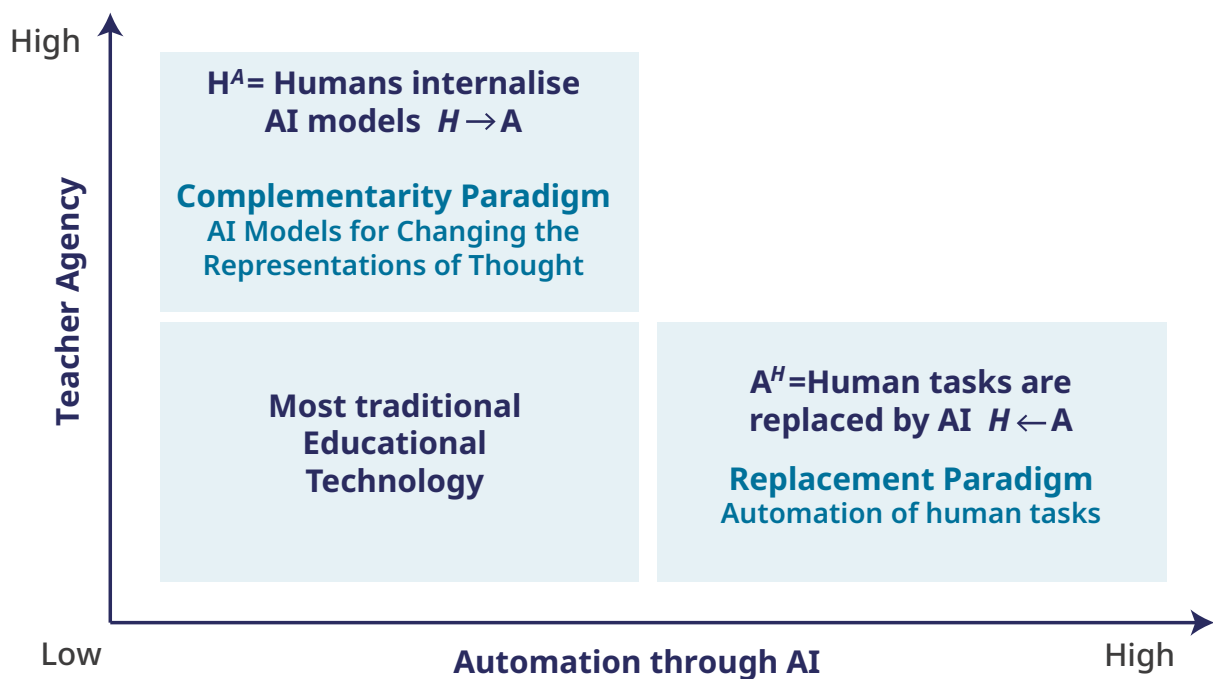 High
Teacher Agency
H^A= Humans internalise
AI models H → A
Complementarity Paradigm
AI Models for Changing the
Representations of Thought
Most traditional
Educational
Technology
A^H=Human tasks are
replaced by AI H ← A
Replacement Paradigm
Automation of human tasks
Low
Automation through AI
High